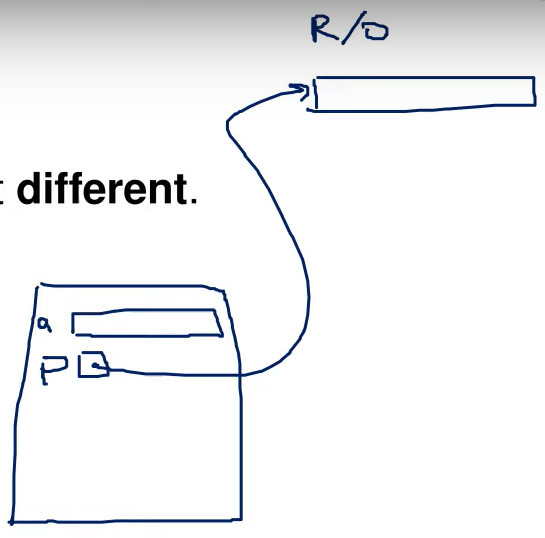 R/O
: different.
a
P